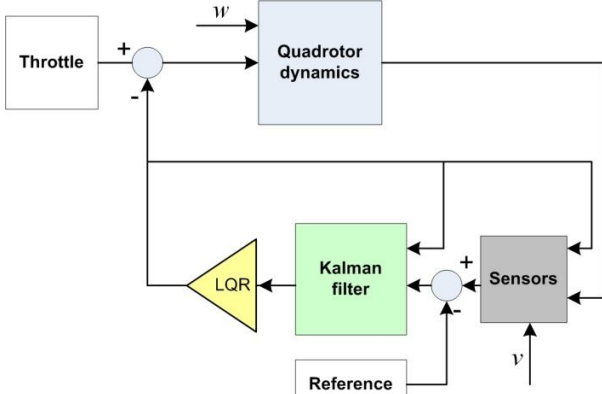 w
+
Throttle
Quadrotor
dynamics
-
LQR
Kalman
filter
+
-
Sensors
Reference
v